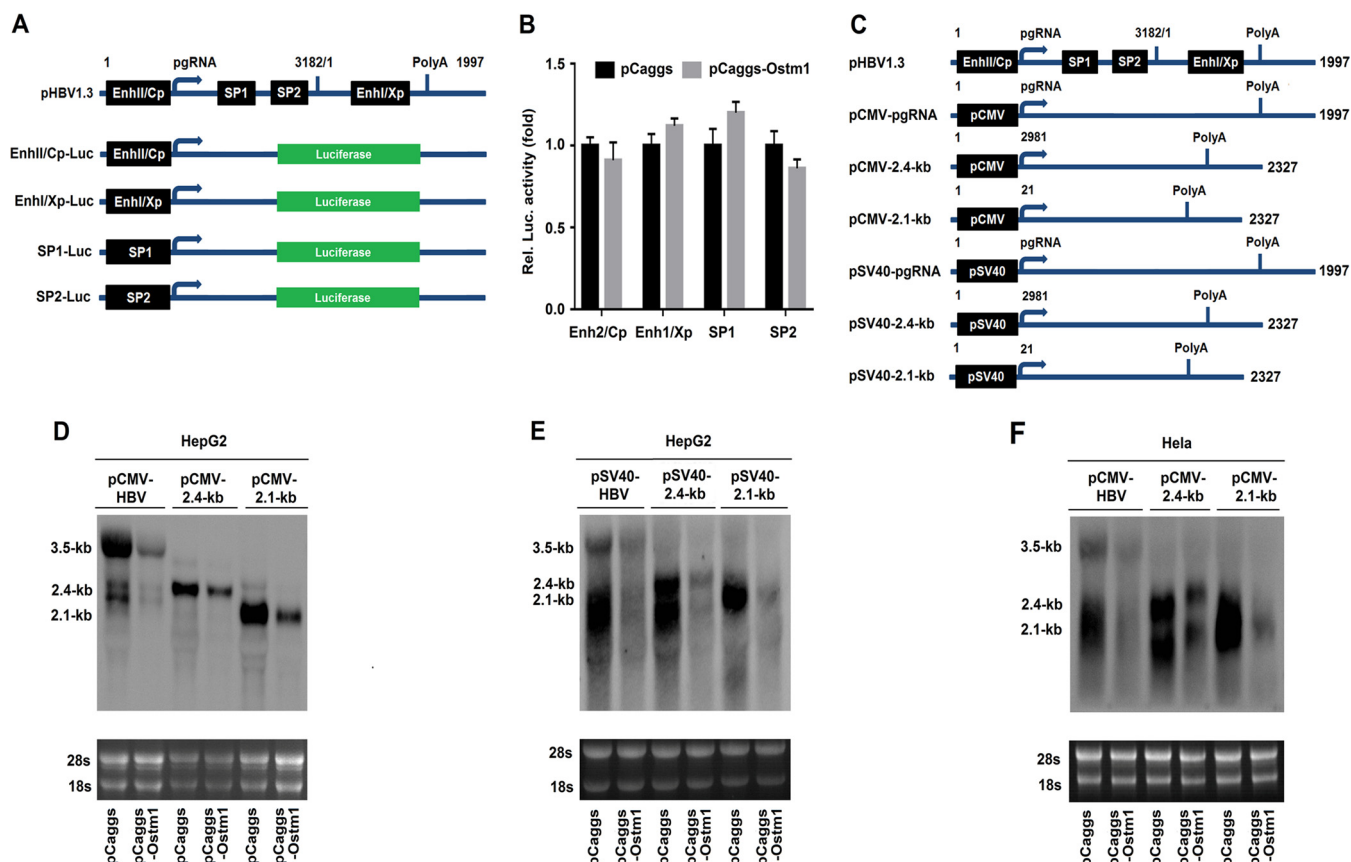 A
1 pgRNA 3182/1 PolyA 1997
pHBV1.3 EnhII/Cp SP1 SP2 EnhI/Xp
EnhII/Cp-Luc EnhII/Cp Luciferase
EnhI/Xp-Luc EnhI/Xp Luciferase
SP1-Luc SP1 Luciferase
SP2-Luc SP2 Luciferase
B
pCaggs pCaggs-Ostm1
Rel. Luc. activity (fold)
1.5
1.0
0.5
0.0
Enh2/Cp Enh1/Xp SP1 SP2
C
1 pgRNA 3182/1 PolyA
pHBV1.3 EnhII/Cp SP1 SP2 EnhI/Xp 1997
1 pgRNA PolyA
pCMV-pgRNA pCMV 1997
1 2981 PolyA
pCMV-2.4-kb pCMV 2327
1 21 PolyA
pCMV-2.1-kb pCMV 2327
1 pgRNA PolyA
pSV40-pgRNA pSV40 1997
1 2981 PolyA
pSV40-2.4-kb pSV40 2327
1 21 PolyA
pSV40-2.1-kb pSV40 2327
D
HepG2
pCMV- pCMV- pCMV-
HBV 2.4-kb 2.1-kb
3.5-kb
2.4-kb
2.1-kb
28s
18s
pCaggs
pCaggs
-Ostm1
pCaggs
pCaggs
-Ostm1
pCaggs
pCaggs
-Ostm1
E
HepG2
pSV40- pSV40- pSV40-
HBV 2.4-kb 2.1-kb
3.5-kb
2.4-kb
2.1-kb
28s
18s
pCaggs
pCaggs
-Ostm1
pCaggs
pCaggs
-Ostm1
pCaggs
pCaggs
-Ostm1
F
Hela
pCMV- pCMV- pCMV-
HBV 2.4-kb 2.1-kb
3.5-kb
2.4-kb
2.1-kb
28s
18s
pCaggs
pCaggs
-Ostm1
pCaggs
pCaggs
-Ostm1
pCaggs
pCaggs
-Ostm1